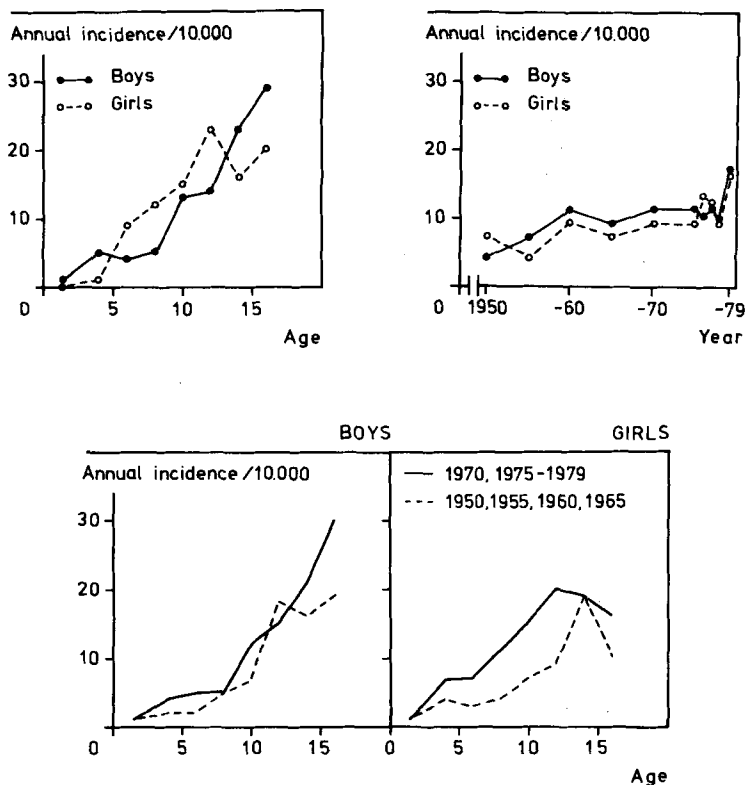 Annual incidence/10.000
Boys
Girls
30
20
10
0
5
10
15
Age
Annual incidence/10.000
Boys
Girls
30
20
10
0
1950
-60
-70
-79
Year
BOYS
GIRLS
Annual incidence/10.000
1970, 1975-1979
1950,1955,1960,1965
30
20
10
0
5
10
15
0
5
10
15
Age